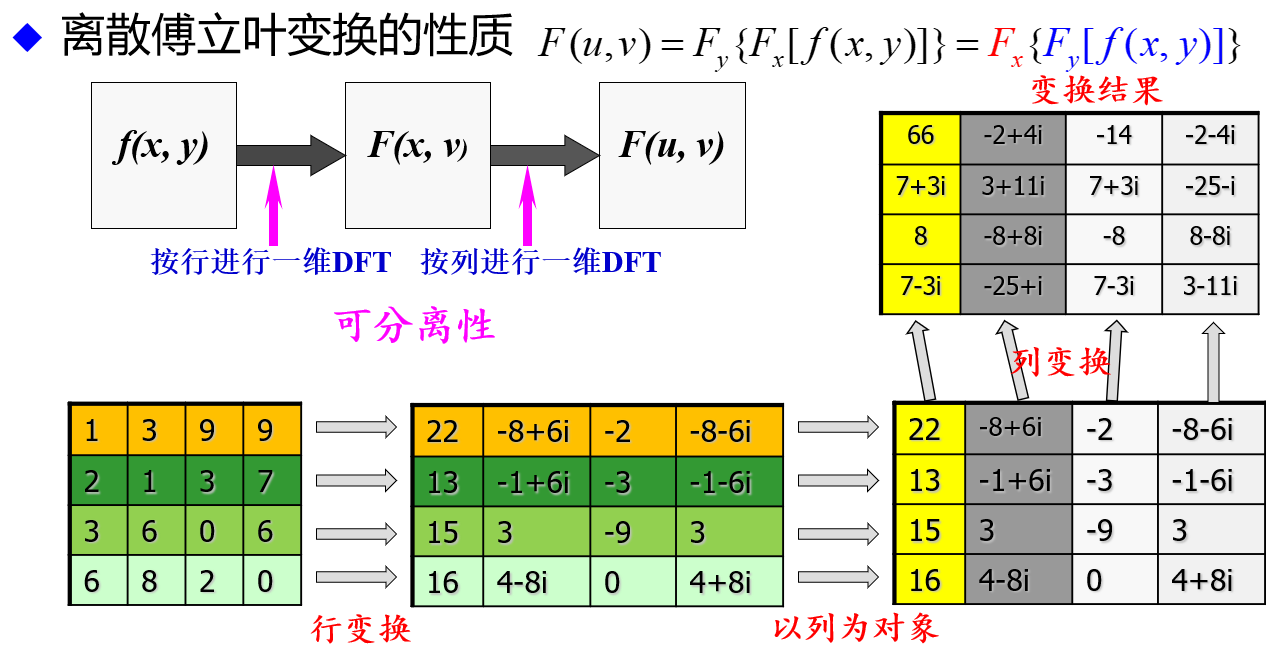 ◆ 离散傅立叶变换的性质 F(u,v)=F_y{F_x[f(x,y)]}=F_x{F_y[f(x,y)]}
f(x, y) F(x, v) F(u, v)
按行进行一维DFT 按列进行一维DFT
可分离性
变换结果
66 -2+4i -14 -2-4i
7+3i 3+11i 7+3i -25-i
8 -8+8i -8 8-8i
7-3i -25+i 7-3i 3-11i
列变换
1 3 9 9
2 1 3 7
3 6 0 6
6 8 2 0
行变换
22 -8+6i -2 -8-6i
13 -1+6i -3 -1-6i
15 3 -9 3
16 4-8i 0 4+8i
以列为对象
22 -8+6i -2 -8-6i
13 -1+6i -3 -1-6i
15 3 -9 3
16 4-8i 0 4+8i